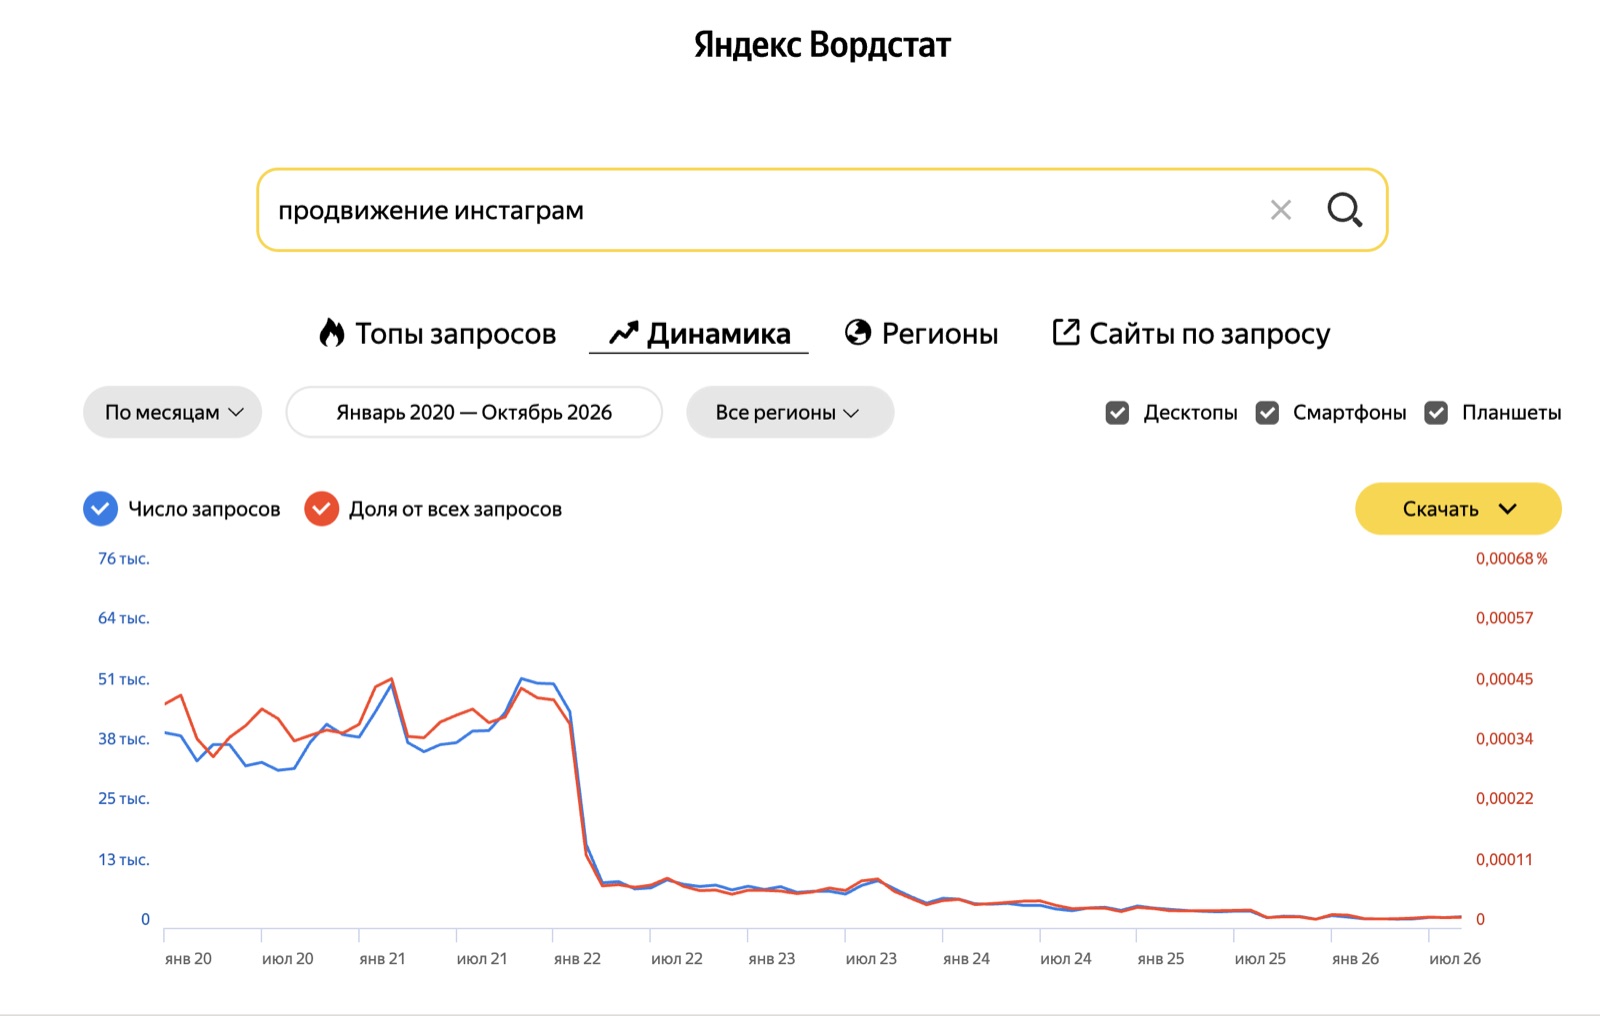 Яндекс Вордстат
продвижение инстаграм
Топы запросов Динамика Регионы Сайты по запросу
По месяцам Январь 2020 — Октябрь 2026 Все регионы Десктопы Смартфоны Планшеты
Число запросов Доля от всех запросов Скачать
76 тыс. 0,00068 %
64 тыс. 0,00057
51 тыс. 0,00045
38 тыс. 0,00034
25 тыс. 0,00022
13 тыс. 0,00011
0 0
янв 20 июл 20 янв 21 июл 21 янв 22 июл 22 янв 23 июл 23 янв 24 июл 24 янв 25 июл 25 янв 26 июл 26